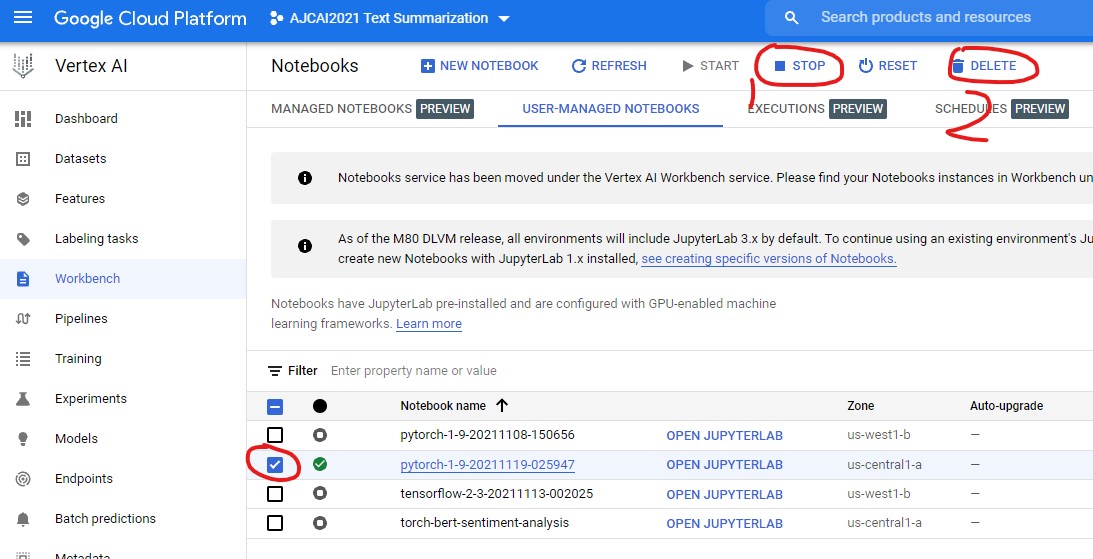 Google Cloud Platform AJCAI2021 Text Summarization Search products and resources
Vertex AI
Notebooks NEW NOTEBOOK REFRESH START STOP RESET DELETE
MANAGED NOTEBOOKS PREVIEW USER-MANAGED NOTEBOOKS EXECUTIONS PREVIEW SCHEDULES PREVIEW
1 2
Dashboard
Datasets
Features
Labeling tasks
Workbench
Pipelines
Training
Experiments
Models
Endpoints
Batch predictions
Metadata
Notebooks service has been moved under the Vertex AI Workbench service. Please find your Notebooks instances in Workbench un
As of the M80 DLVM release, all environments will include JupyterLab 3.x by default. To continue using an existing environment's Ju
create new Notebooks with JupyterLab 1.x installed, see creating specific versions of Notebooks.
Notebooks have JupyterLab pre-installed and are configured with GPU-enabled machine
learning frameworks. Learn more
Filter Enter property name or value
Notebook name Zone Auto-upgrade
pytorch-1-9-20211108-150656 OPEN JUPYTERLAB us-west1-b —
pytorch-1-9-20211119-025947 OPEN JUPYTERLAB us-central1-a —
tensorflow-2-3-20211113-002025 OPEN JUPYTERLAB us-west1-b —
torch-bert-sentiment-analysis OPEN JUPYTERLAB us-central1-a —